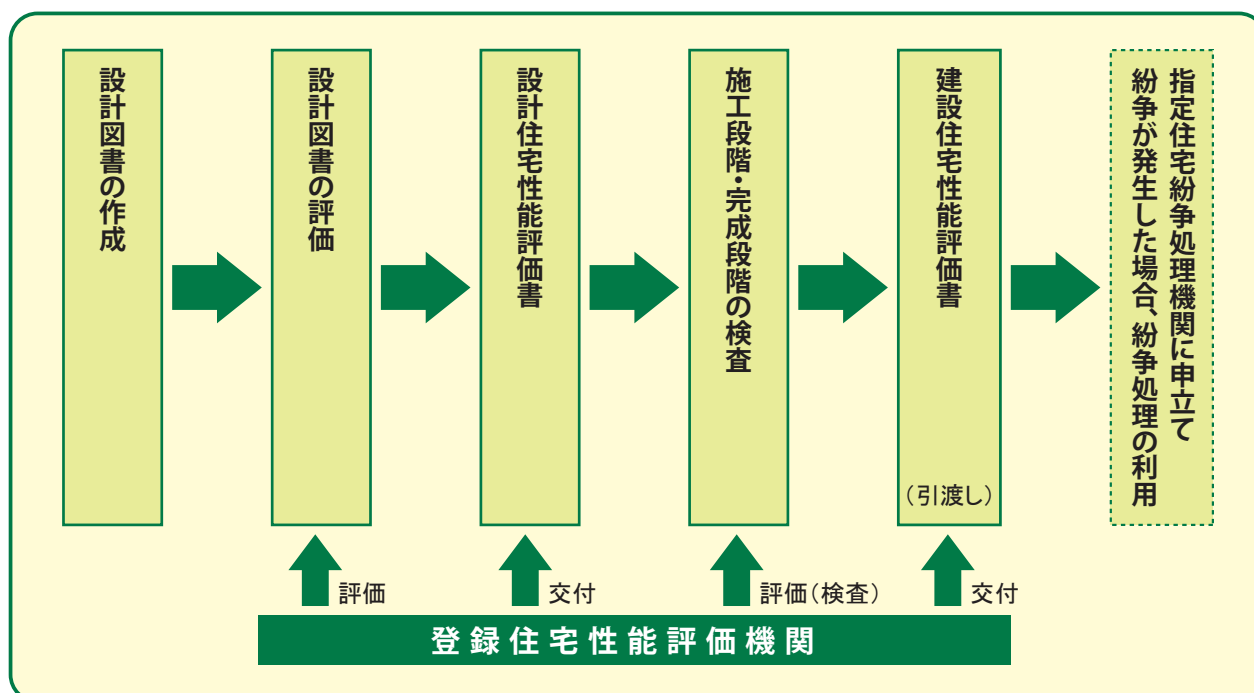 設計図書の作成
設計図書の評価
設計住宅性能評価書
施工段階・完成段階の検査
建設住宅性能評価書
（引渡し）
指定住宅紛争処理機関に申立て
紛争が発生した場合、紛争処理の利用
評価
交付
評価（検査）
交付
登録住宅性能評価機関